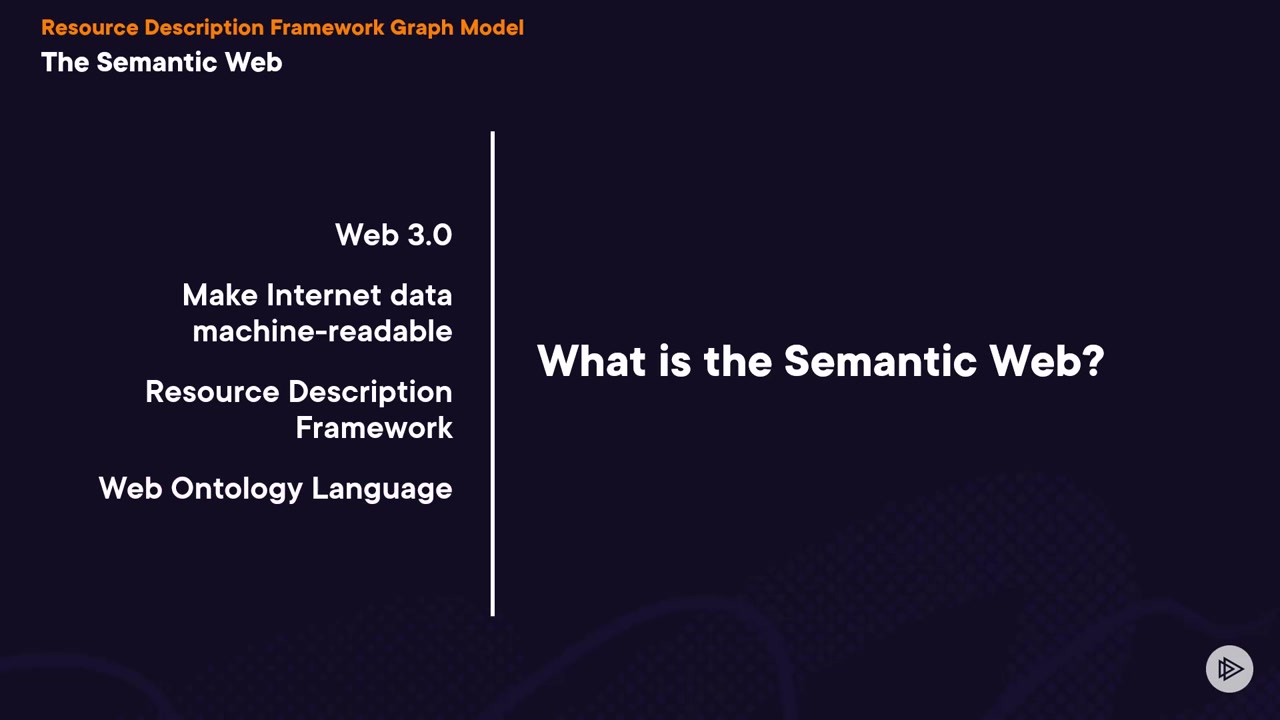 Resource Description Framework Graph Model
The Semantic Web
Web 3.0
Make Internet data
machine-readable
Resource Description
Framework
Web Ontology Language
What is the Semantic Web?